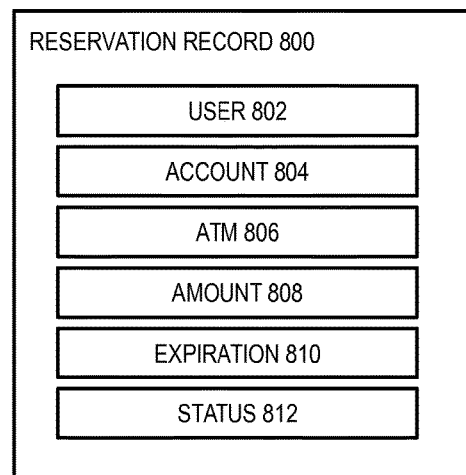 RESERVATION RECORD 800
USER 802
ACCOUNT 804
ATM 806
AMOUNT 808
EXPIRATION 810
STATUS 812